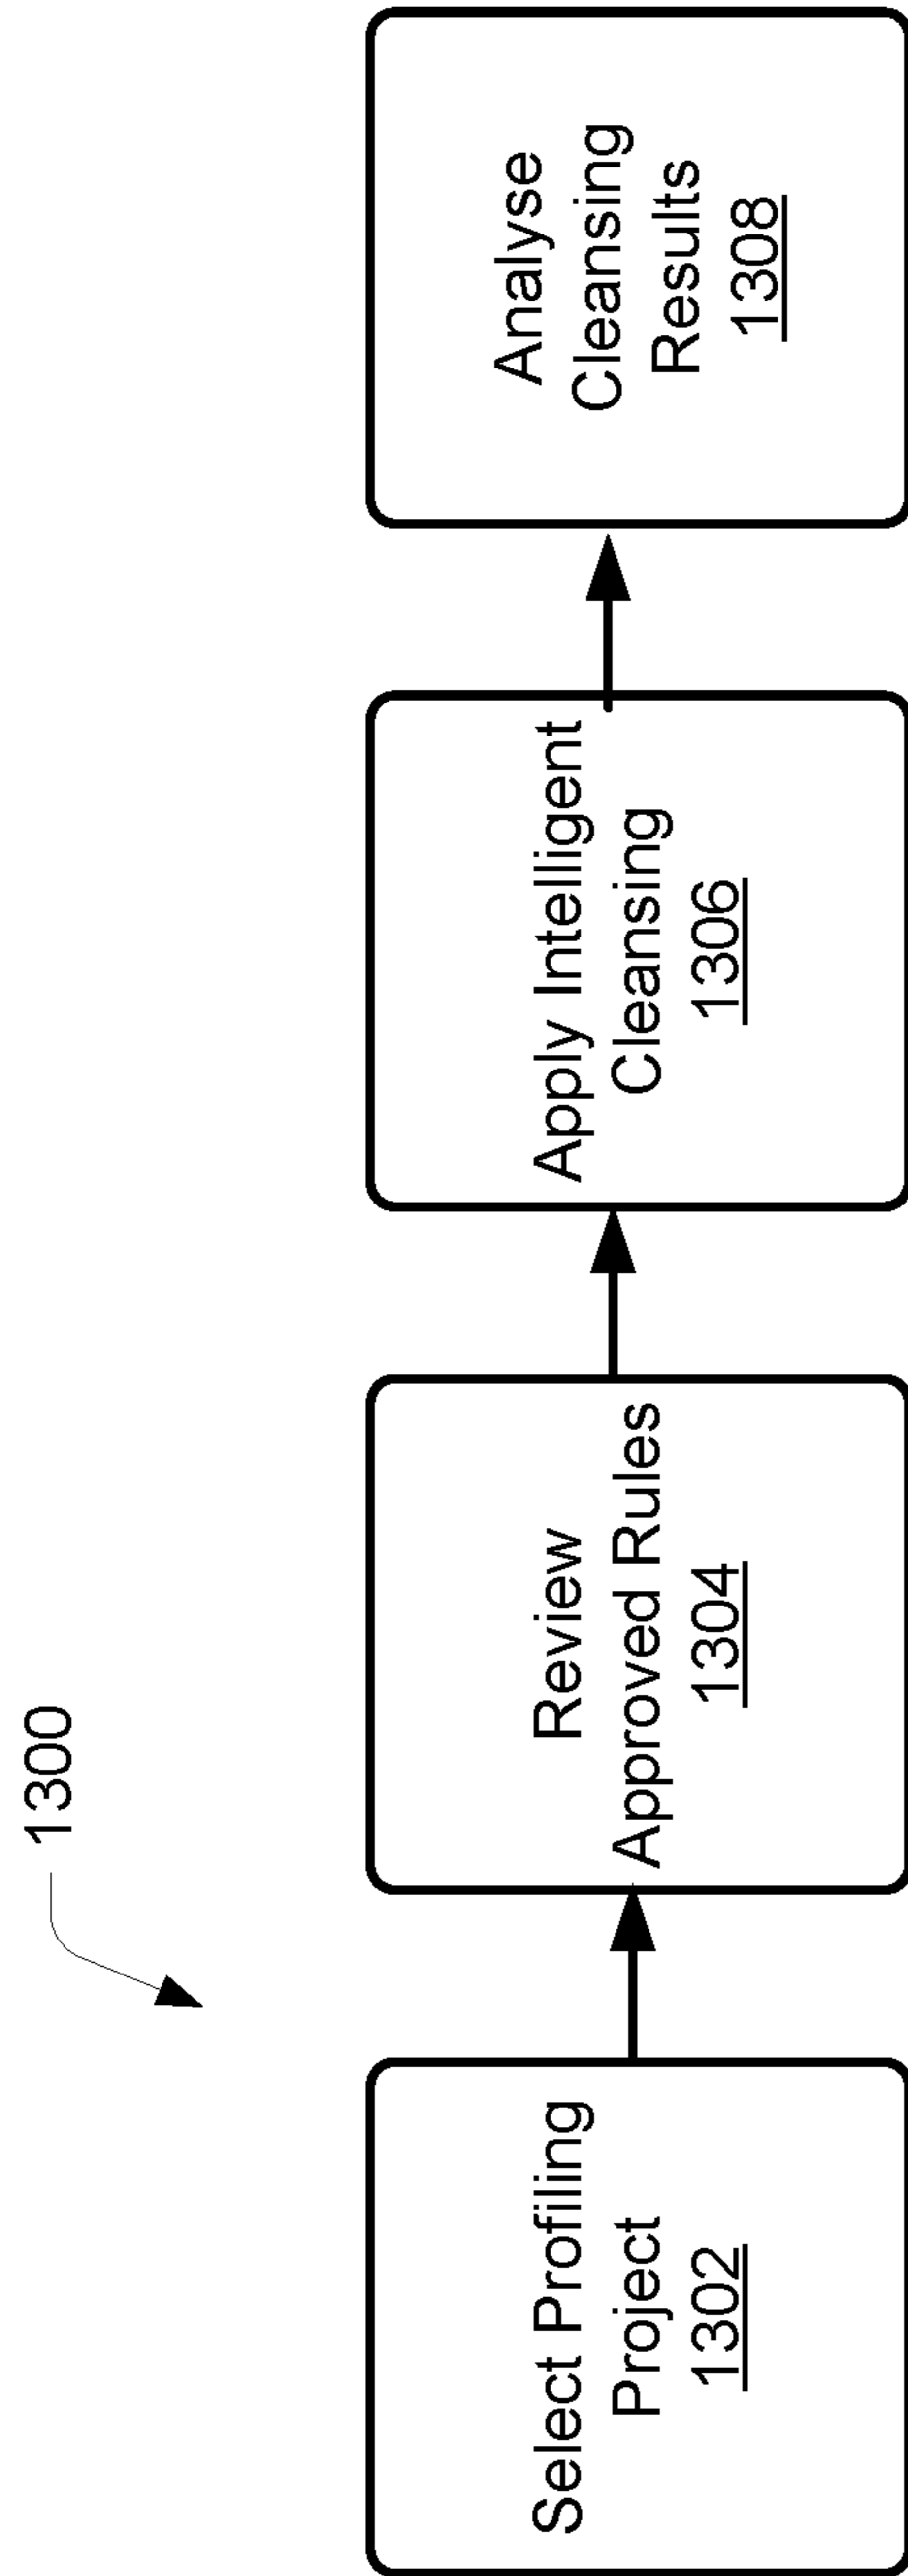 1300
Select Profiling
Project
1302
Review
Approved Rules
1304
Apply Intelligent
Cleansing
1306
Analyse
Cleansing
Results
1308